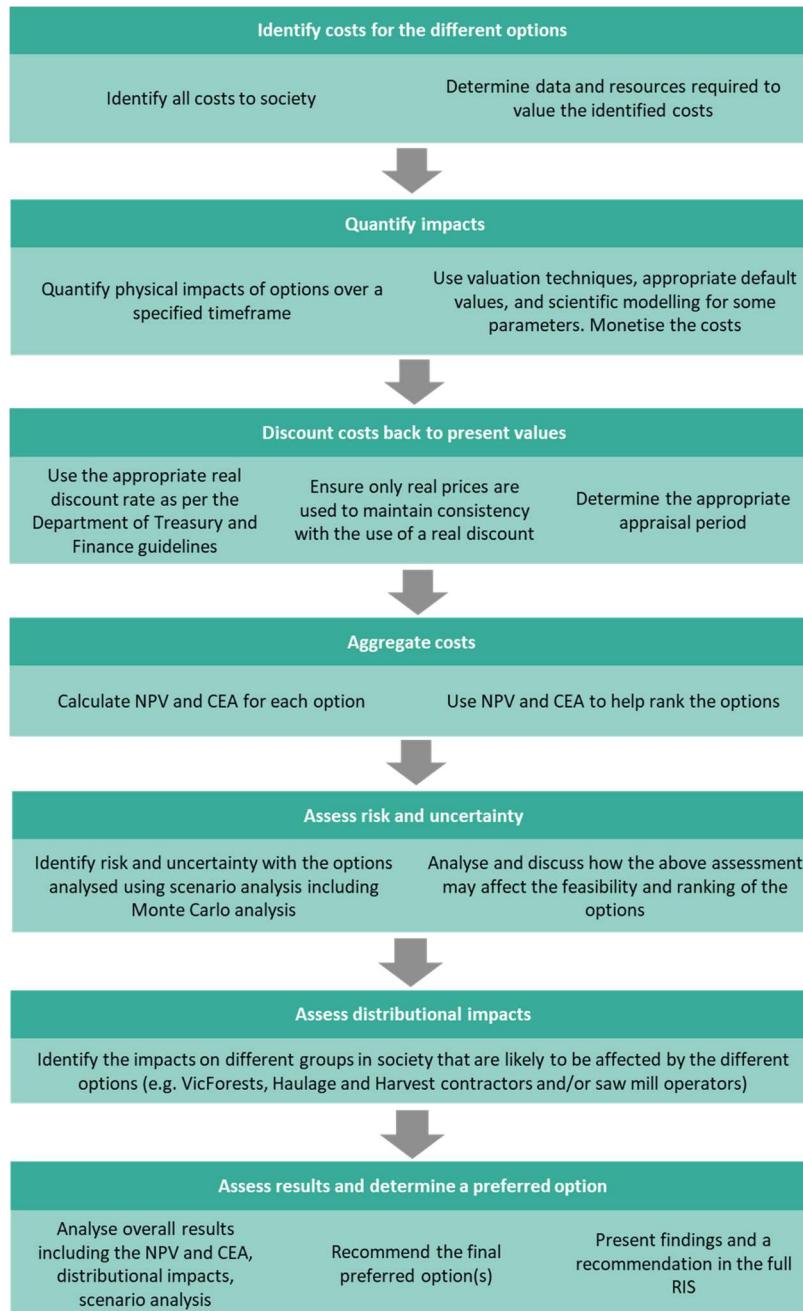 Identify costs for the different options
Identify all costs to society
Determine data and resources required to
value the identified costs
Quantify impacts
Quantify physical impacts of options over a
specified timeframe
Use valuation techniques, appropriate default
values, and scientific modelling for some
parameters. Monetise the costs
Discount costs back to present values
Use the appropriate real
discount rate as per the
Department of Treasury and
Finance guidelines
Ensure only real prices are
used to maintain consistency
with the use of a real discount
Determine the appropriate
appraisal period
Aggregate costs
Calculate NPV and CEA for each option
Use NPV and CEA to help rank the options
Assess risk and uncertainty
Identify risk and uncertainty with the options
analysed using scenario analysis including
Monte Carlo analysis
Analyse and discuss how the above assessment
may affect the feasibility and ranking of the
options
Assess distributional impacts
Identify the impacts on different groups in society that are likely to be affected by the different
options (e.g. VicForests, Haulage and Harvest contractors and/or saw mill operators)
Assess results and determine a preferred option
Analyse overall results
including the NPV and CEA,
distributional impacts,
scenario analysis
Recommend the final
preferred option(s)
Present findings and a
recommendation in the full
RIS